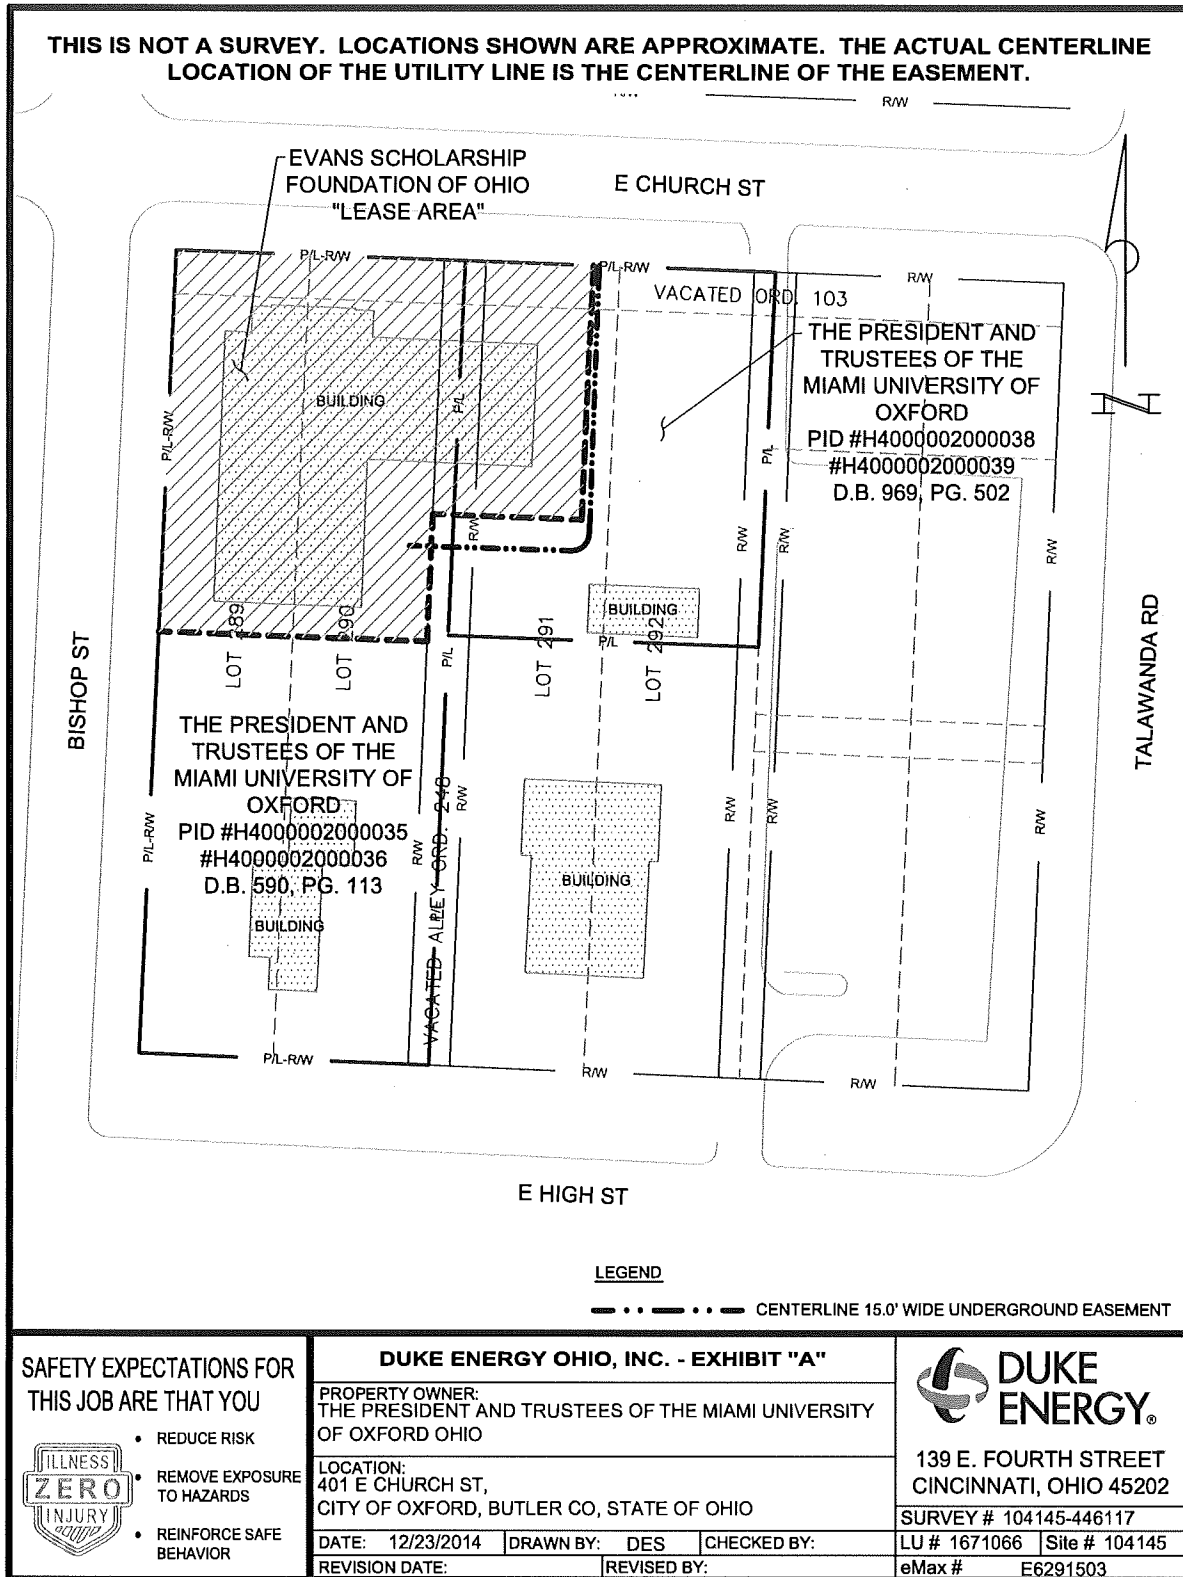 THIS IS NOT A SURVEY. LOCATIONS SHOWN ARE APPROXIMATE. THE ACTUAL CENTERLINE
LOCATION OF THE UTILITY LINE IS THE CENTERLINE OF THE EASEMENT.
R/W
R/W
EVANS SCHOLARSHIP
FOUNDATION OF OHIO
"LEASE AREA"
E CHURCH ST
P/L-R/W
P/L-R/W
R/W
VACATED ORD. 103
THE PRESIDENT AND
TRUSTEES OF THE
MIAMI UNIVERSITY OF
OXFORD
PID #H4000002000038
#H4000002000039
D.B. 969, PG. 502
N
BUILDING
P/L
P/L-R/W
P/L
R/W
R/W
R/W
R/W
BUILDING
P/L
P/L
LOT 289
LOT 290
LOT 291
LOT 292
BISHOP ST
TALAWANDA RD
THE PRESIDENT AND
TRUSTEES OF THE
MIAMI UNIVERSITY OF
OXFORD
PID #H4000002000035
#H4000002000036
D.B. 590, PG. 113
P/L-R/W
R/W
R/W
R/W
R/W
R/W
VACATED ALLEY ORD. 248
P/L
BUILDING
BUILDING
P/L-R/W
R/W
R/W
E HIGH ST
LEGEND
CENTERLINE 15.0' WIDE UNDERGROUND EASEMENT
SAFETY EXPECTATIONS FOR
THIS JOB ARE THAT YOU
• REDUCE RISK
• REMOVE EXPOSURE
TO HAZARDS
• REINFORCE SAFE
BEHAVIOR
ILLNESS
ZERO
INJURY
DUKE ENERGY OHIO, INC. - EXHIBIT "A"
PROPERTY OWNER:
THE PRESIDENT AND TRUSTEES OF THE MIAMI UNIVERSITY
OF OXFORD OHIO
LOCATION:
401 E CHURCH ST,
CITY OF OXFORD, BUTLER CO, STATE OF OHIO
DATE: 12/23/2014 DRAWN BY: DES CHECKED BY:
REVISION DATE: REVISED BY:
DUKE
ENERGY®
139 E. FOURTH STREET
CINCINNATI, OHIO 45202
SURVEY # 104145-446117
LU # 1671066 Site # 104145
eMax # E6291503